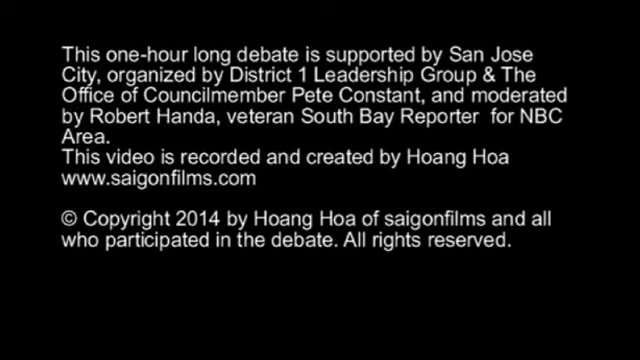 This one-hour long debate is supported by San Jose
City, organized by District 1 Leadership Group & The
Office of Councilmember Pete Constant, and moderated
by Robert Handa, veteran South Bay Reporter for NBC
Area.
This video is recorded and created by Hoang Hoa
www.saigonfilms.com
© Copyright 2014 by Hoang Hoa of saigonfilms and all
who participated in the debate. All rights reserved.